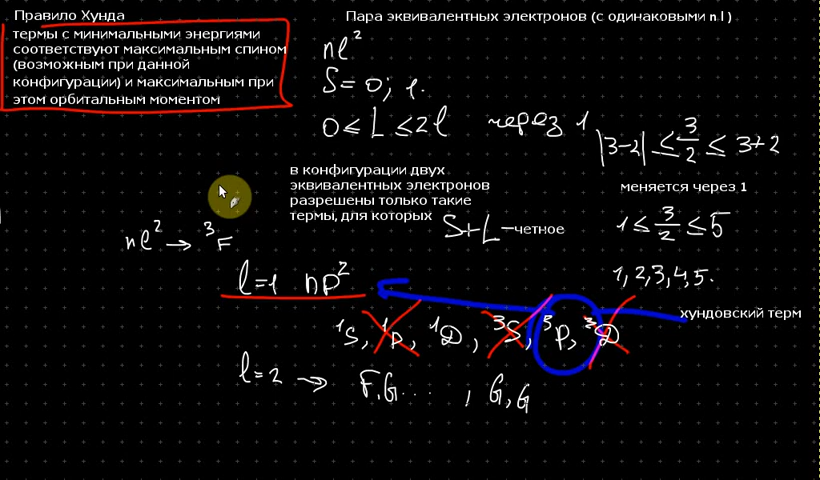 Правило Хунда
термы с минимальными энергиями
соответствуют максимальным спином
(возможным при данной
конфигурации) и максимальным при
этом орбитальным моментом
Пара эквивалентных электронов (с одинаковыми n l )
nl²
S = 0; 1.
0 ≤ L ≤ 2l через 1
|3-2| ≤ 3/2 ≤ 3+2
меняется через 1
1 ≤ 3/2 ≤ 5
1, 2, 3, 4, 5.
в конфигурации двух
эквивалентных электронов
разрешены только такие
термы, для которых
S+L - четное
nl² → ³F
l=1 np²
хундовский терм
¹S, ¹P, ¹D, ³S, ³P, ³D
l=2 → F, G . . . . , G, G